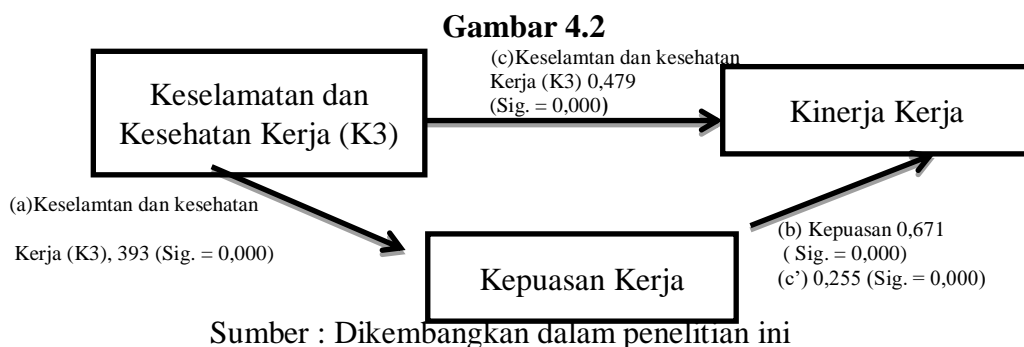 Gambar 4.2
(c)Keselamtan dan kesehatan
Kerja (K3) 0,479
(Sig. = 0,000)
Keselamatan dan
Kesehatan Kerja (K3)
Kinerja Kerja
(a)Keselamtan dan kesehatan
Kerja (K3), 393 (Sig. = 0,000)
Kepuasan Kerja
(b) Kepuasan 0,671
( Sig. = 0,000)
(c’) 0,255 (Sig. = 0,000)
Sumber : Dikembangkan dalam penelitian ini